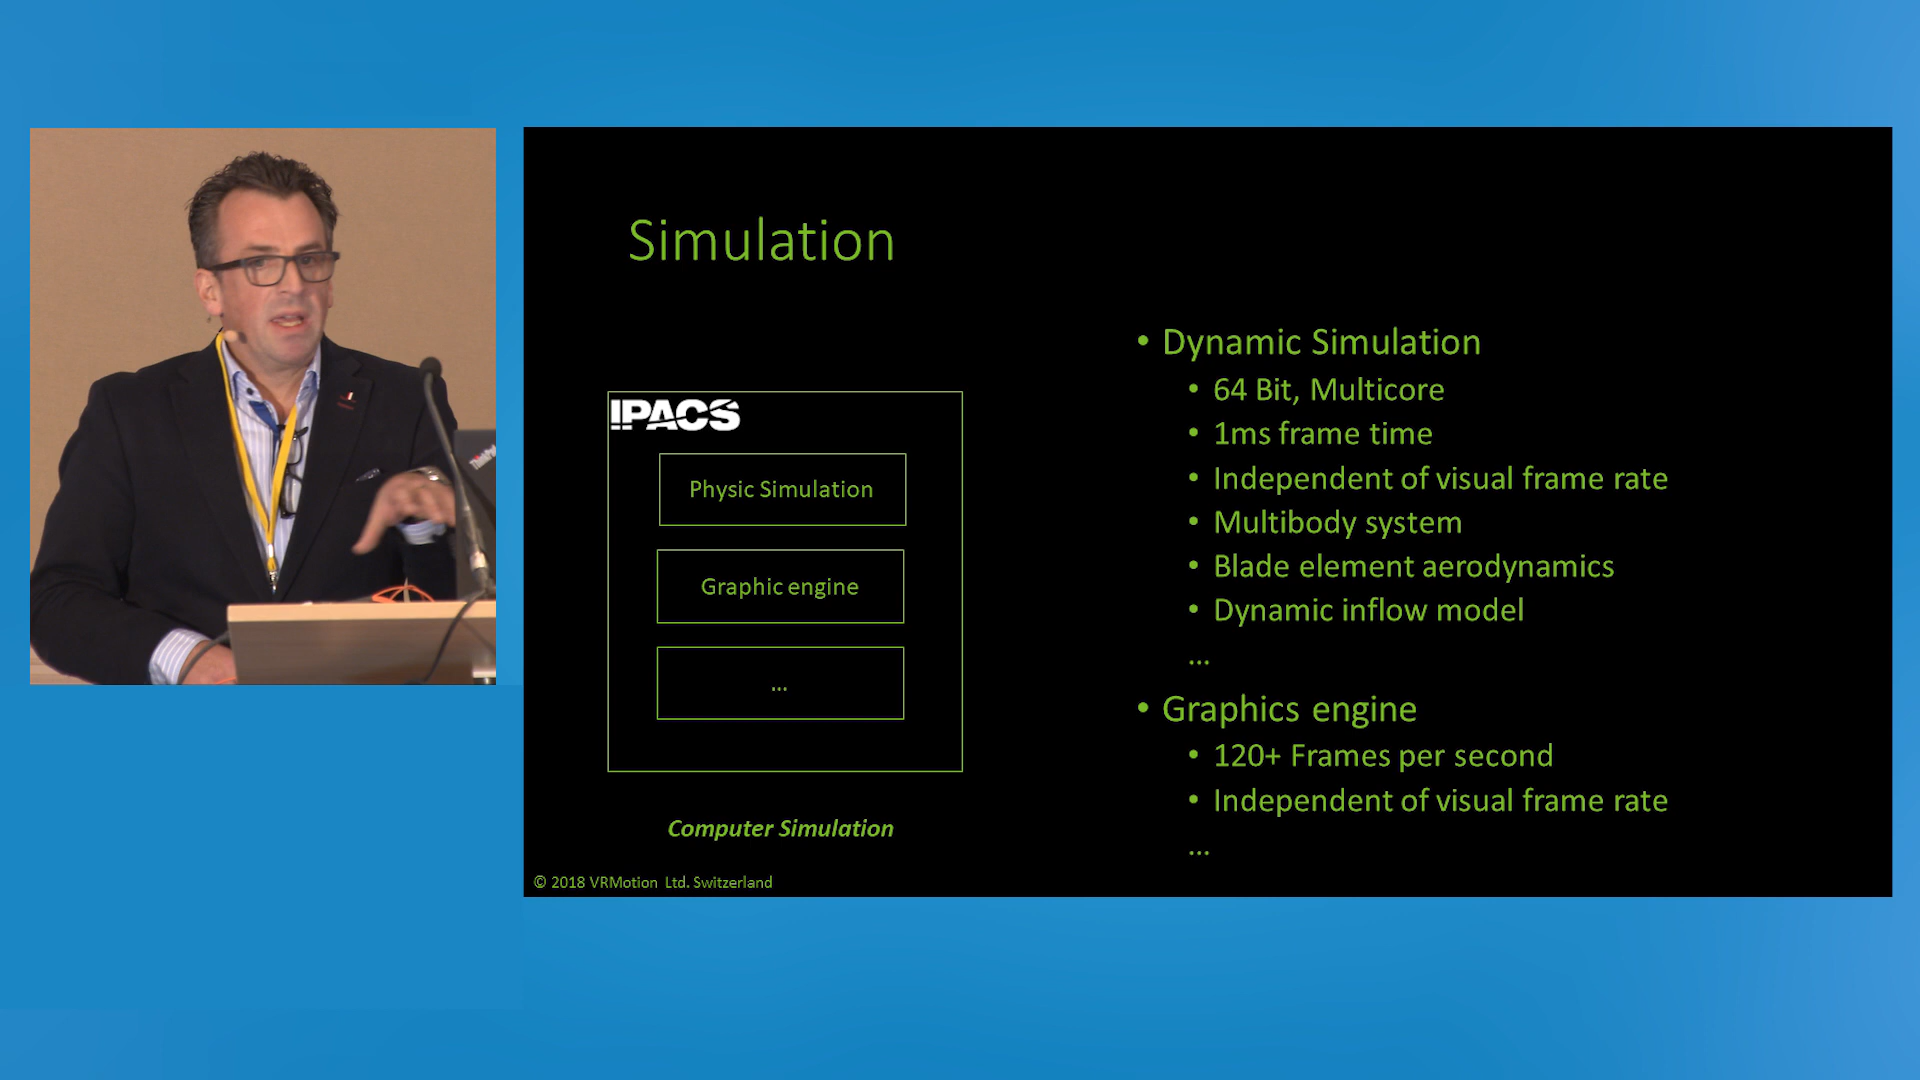 Simulation
IPACS
Physic Simulation
Graphic engine
...
Computer Simulation
• Dynamic Simulation
• 64 Bit, Multicore
• 1ms frame time
• Independent of visual frame rate
• Multibody system
• Blade element aerodynamics
• Dynamic inflow model
...
• Graphics engine
• 120+ Frames per second
• Independent of visual frame rate
...
© 2018 VRMotion Ltd. Switzerland